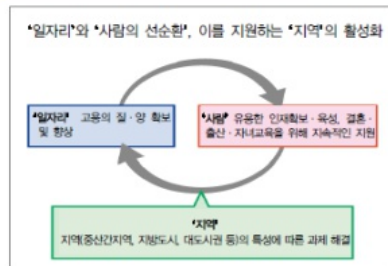 ‘일자리’와 ‘사람의 선순환’, 이를 지원하는 ‘지역’의 활성화
‘일자리’ 고용의 질·양 확보
및 향상
‘사람’ 유용한 인재확보·육성, 결혼·
출산·자녀교육을 위해 지속적인 지원
‘지역’
지역(중산간지역, 지방도시, 대도시권 등)의 특성에 따른 과제 해결